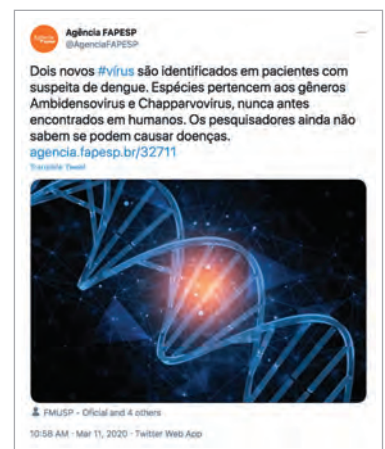 Agência FAPESP
@AgenciaFAPESP
Dois novos #vírus são identificados em pacientes com
suspeita de dengue. Espécies pertencem aos gêneros
Ambidensovirus e Chapparvovírus, nunca antes
encontrados em humanos. Os pesquisadores ainda não
sabem se podem causar doenças.
agencia.fapesp.br/32711
Translate Tweet
FMUSP - Oficial and 4 others
10:58 AM · Mar 11, 2020 · Twitter Web App